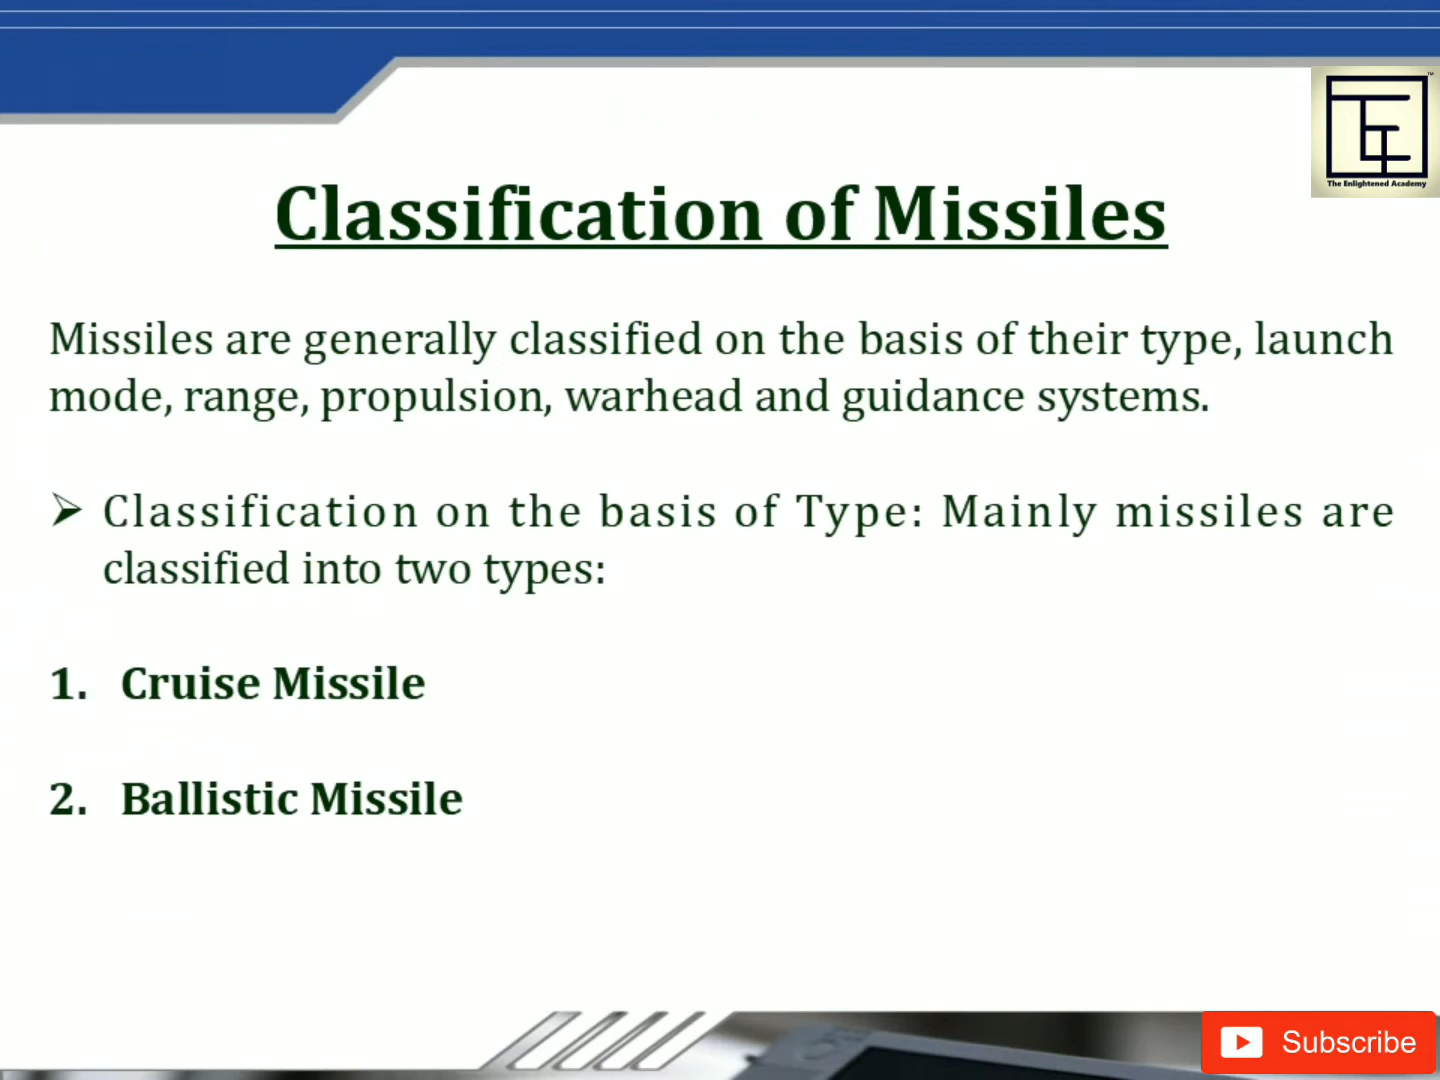 The Enlightened Academy
Classification of Missiles
Missiles are generally classified on the basis of their type, launch
mode, range, propulsion, warhead and guidance systems.
➢ Classification on the basis of Type: Mainly missiles are
classified into two types:
1. Cruise Missile
2. Ballistic Missile
Subscribe